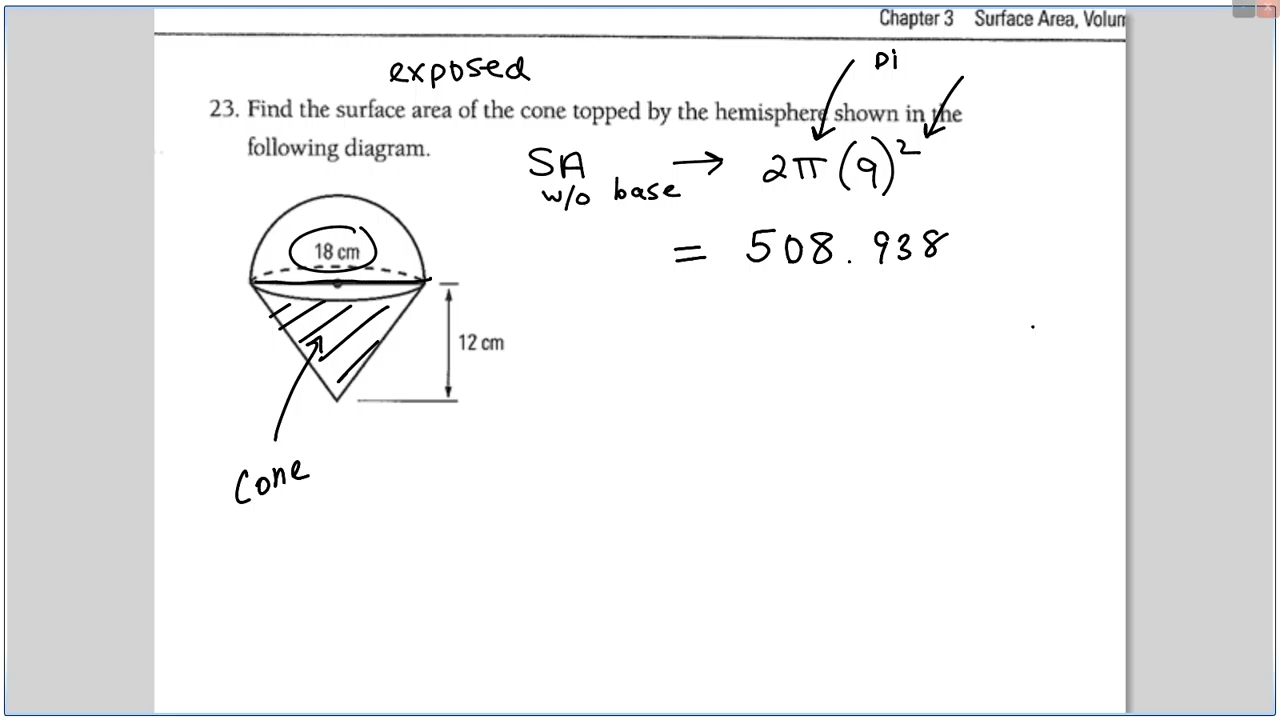 Chapter 3 Surface Area, Volum
exposed
pi
23. Find the surface area of the cone topped by the hemisphere shown in the
following diagram.
SA → 2π(9)²
w/o base
18 cm
= 508.938
12 cm
Cone